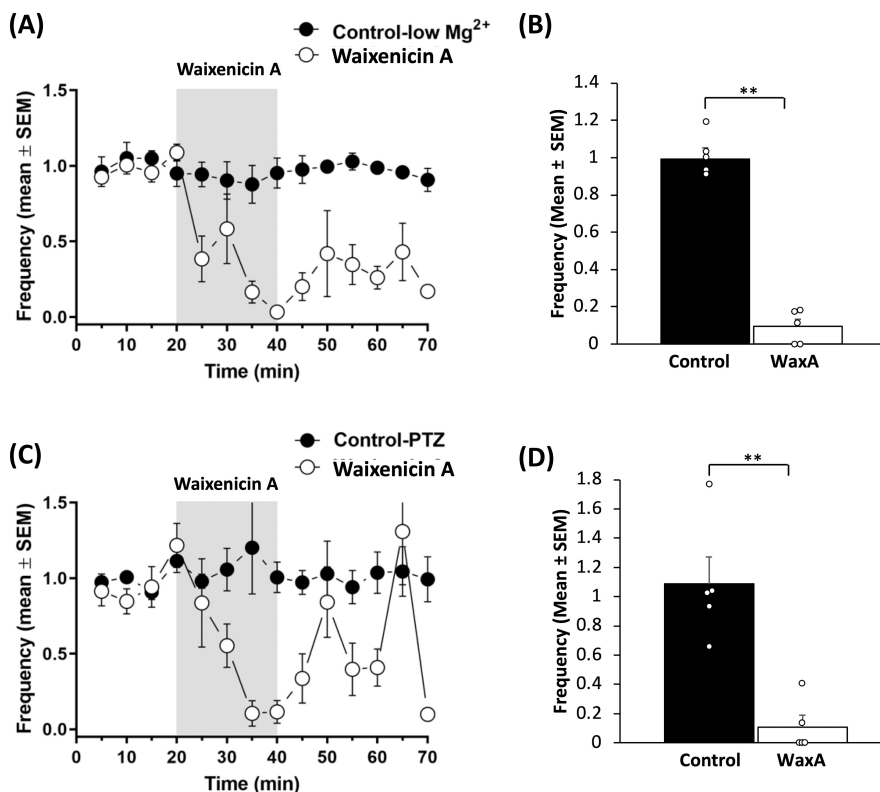 (A)
Control-low Mg²⁺
Waixenicin A
Waixenicin A
Frequency (mean ± SEM)
1.5
1.0
0.5
0.0
0 10 20 30 40 50 60 70
Time (min)
(B)
**
Frequency (Mean ± SEM)
1.4
1.2
1
0.8
0.6
0.4
0.2
0
Control WaxA
(C)
Control-PTZ
Waixenicin A
Waixenicin A
Frequency (mean ± SEM)
1.5
1.0
0.5
0.0
0 10 20 30 40 50 60 70
Time (min)
(D)
**
Frequency (Mean ± SEM)
1.8
1.6
1.4
1.2
1
0.8
0.6
0.4
0.2
0
Control WaxA